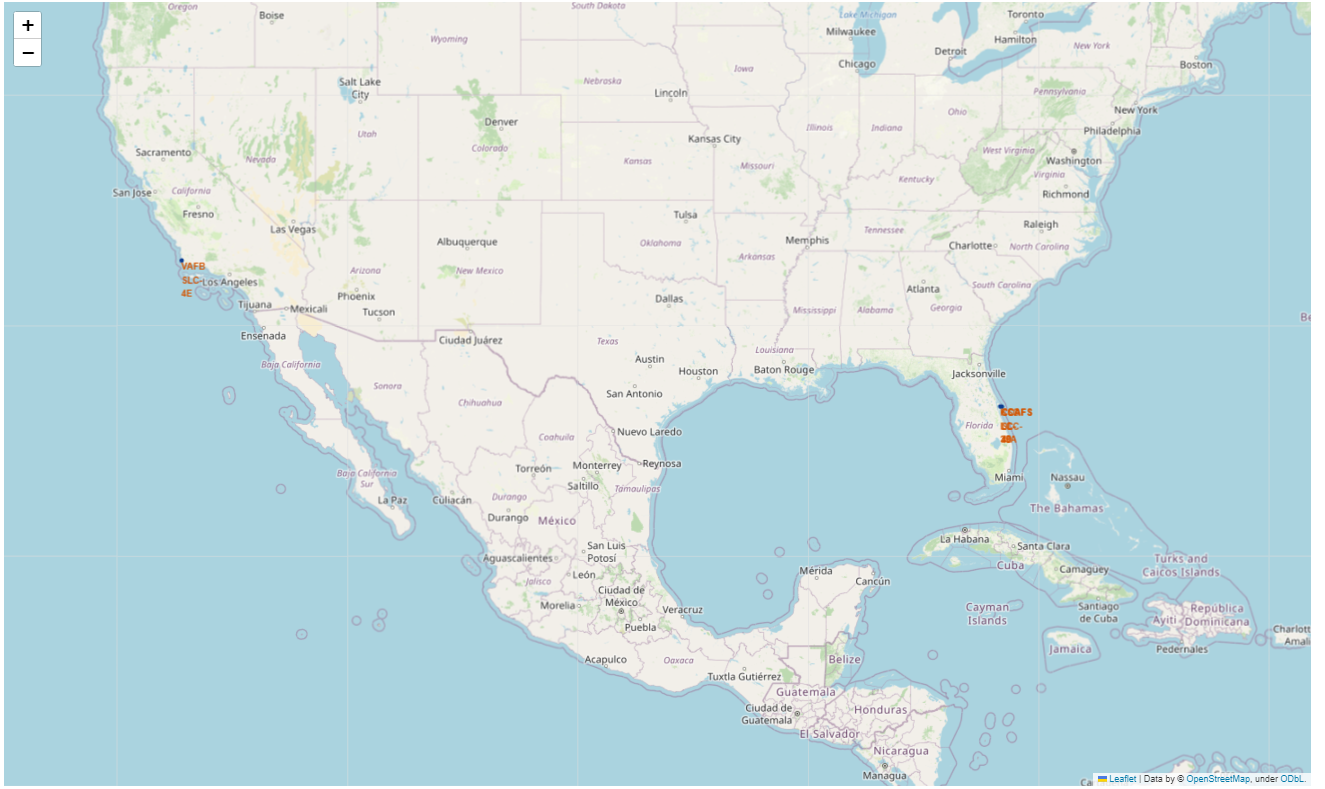 +
−
Oregon
Boise
South Dakota
Lake Michigan
Toronto
Milwaukee
Wyoming
Hamilton
New York
Detroit
Chicago
Boston
Iowa
Salt Lake
City
Nebraska
Lincoln
Pennsylvania
New York
Denver
Ohio
Utah
Illinois
Indiana
Philadelphia
Kansas City
Colorado
Sacramento
Nevada
Kansas
Missouri
West Virginia
Washington
San Jose
California
Kentucky
Virginia
Richmond
Fresno
Tulsa
Las Vegas
Raleigh
Tennessee
Albuquerque
Oklahoma
Memphis
Charlotte
North Carolina
Arkansas
VAFB
SLC-
4E
Arizona
New Mexico
Los Angeles
South Carolina
Atlanta
Phoenix
Dallas
Tijuana
Mexicali
Tucson
Mississippi
Alabama
Georgia
Be
Ensenada
Ciudad Juárez
Texas
Louisiana
Austin
Baja California
Houston
Baton Rouge
Jacksonville
Sonora
San Antonio
Chihuahua
Florida
Nuevo Laredo
Coahuila
Torreón
Monterrey
Reynosa
Baja California
Sur
Miami
Nassau
Saltillo
Tamaulipas
La Paz
Culiacán
Durango
The Bahamas
Durango
México
La Habana
Santa Clara
San Luis
Potosí
Aguascalientes
Cuba
Camaguey
Turks and
Caicos Islands
León
Mérida
Cancún
Jalisco
Ciudad de
México
Morelia
Veracruz
Cayman
Islands
Santiago
de Cuba
República
Dominicana
Ayiti
Puebla
Charlott
Amali
Jamaica
Pedernales
Acapulco
Oaxaca
Belize
Tuxtla Gutiérrez
Guatemala
Ciudad de
Guatemala
Honduras
El Salvador
Nicaragua
Managua
Leaflet | Data by © OpenStreetMap, under ODbL.